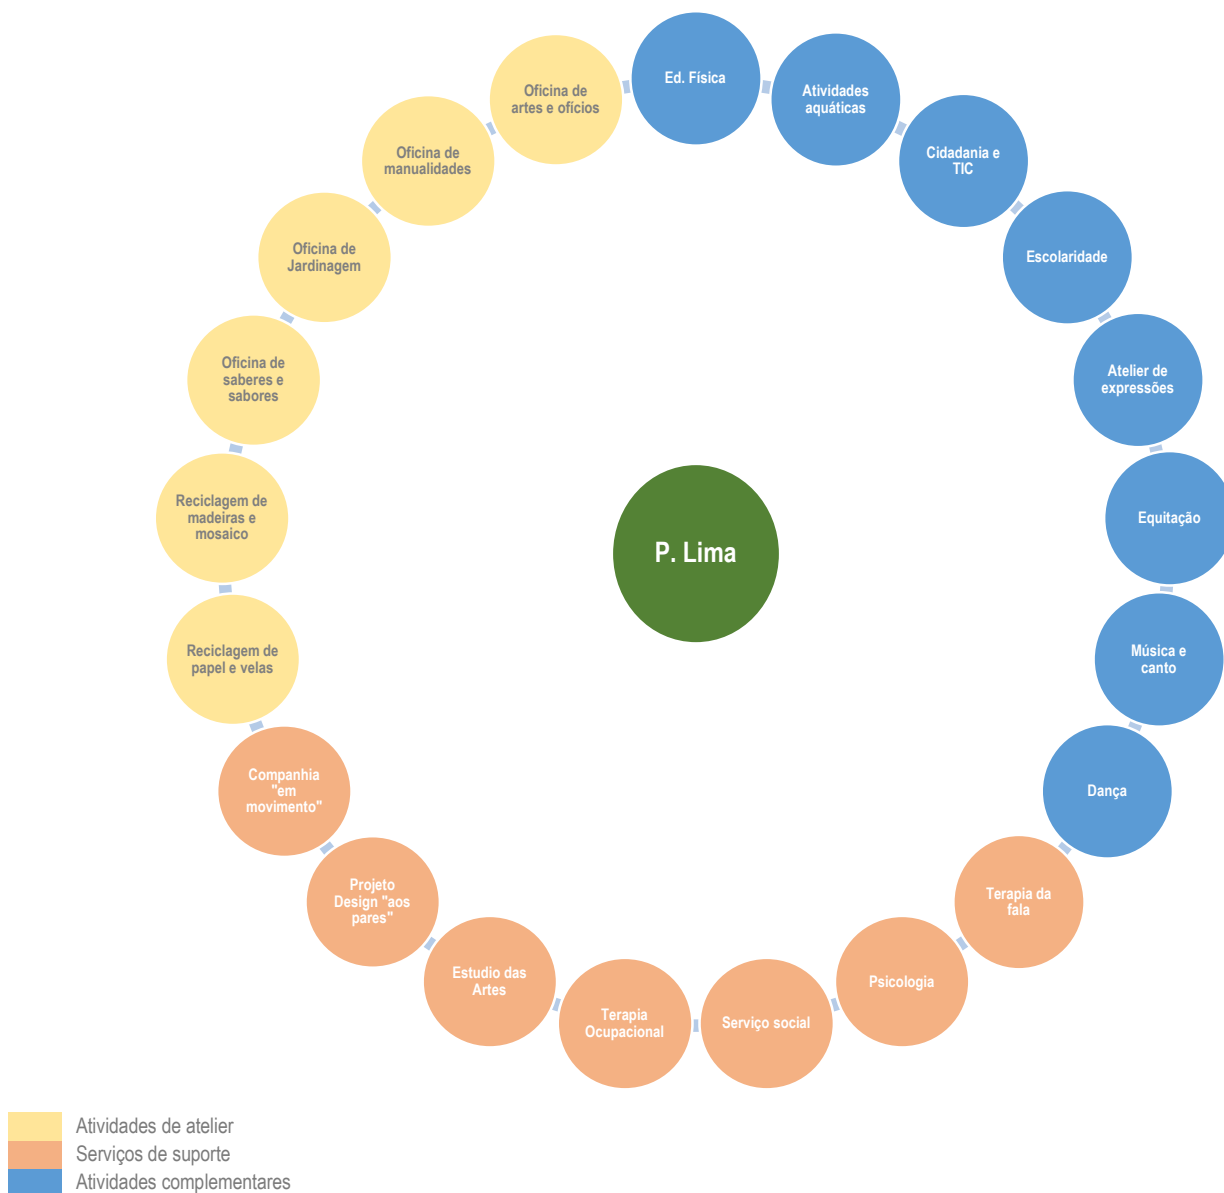 Ed. Física
Atividades
aquáticas
Cidadania e
TIC
Escolaridade
Atelier de
expressões
Equitação
Música e
canto
Dança
Terapia da
fala
Psicologia
Serviço social
Terapia
Ocupacional
Estudio das
Artes
Projeto
Design "aos
pares"
Companhia
"em
movimento"
Reciclagem de
papel e velas
Reciclagem de
madeiras e
mosaico
Oficina de
saberes e
sabores
Oficina de
Jardinagem
Oficina de
manualidades
Oficina de
artes e ofícios
P. Lima
Atividades de atelier
Serviços de suporte
Atividades complementares